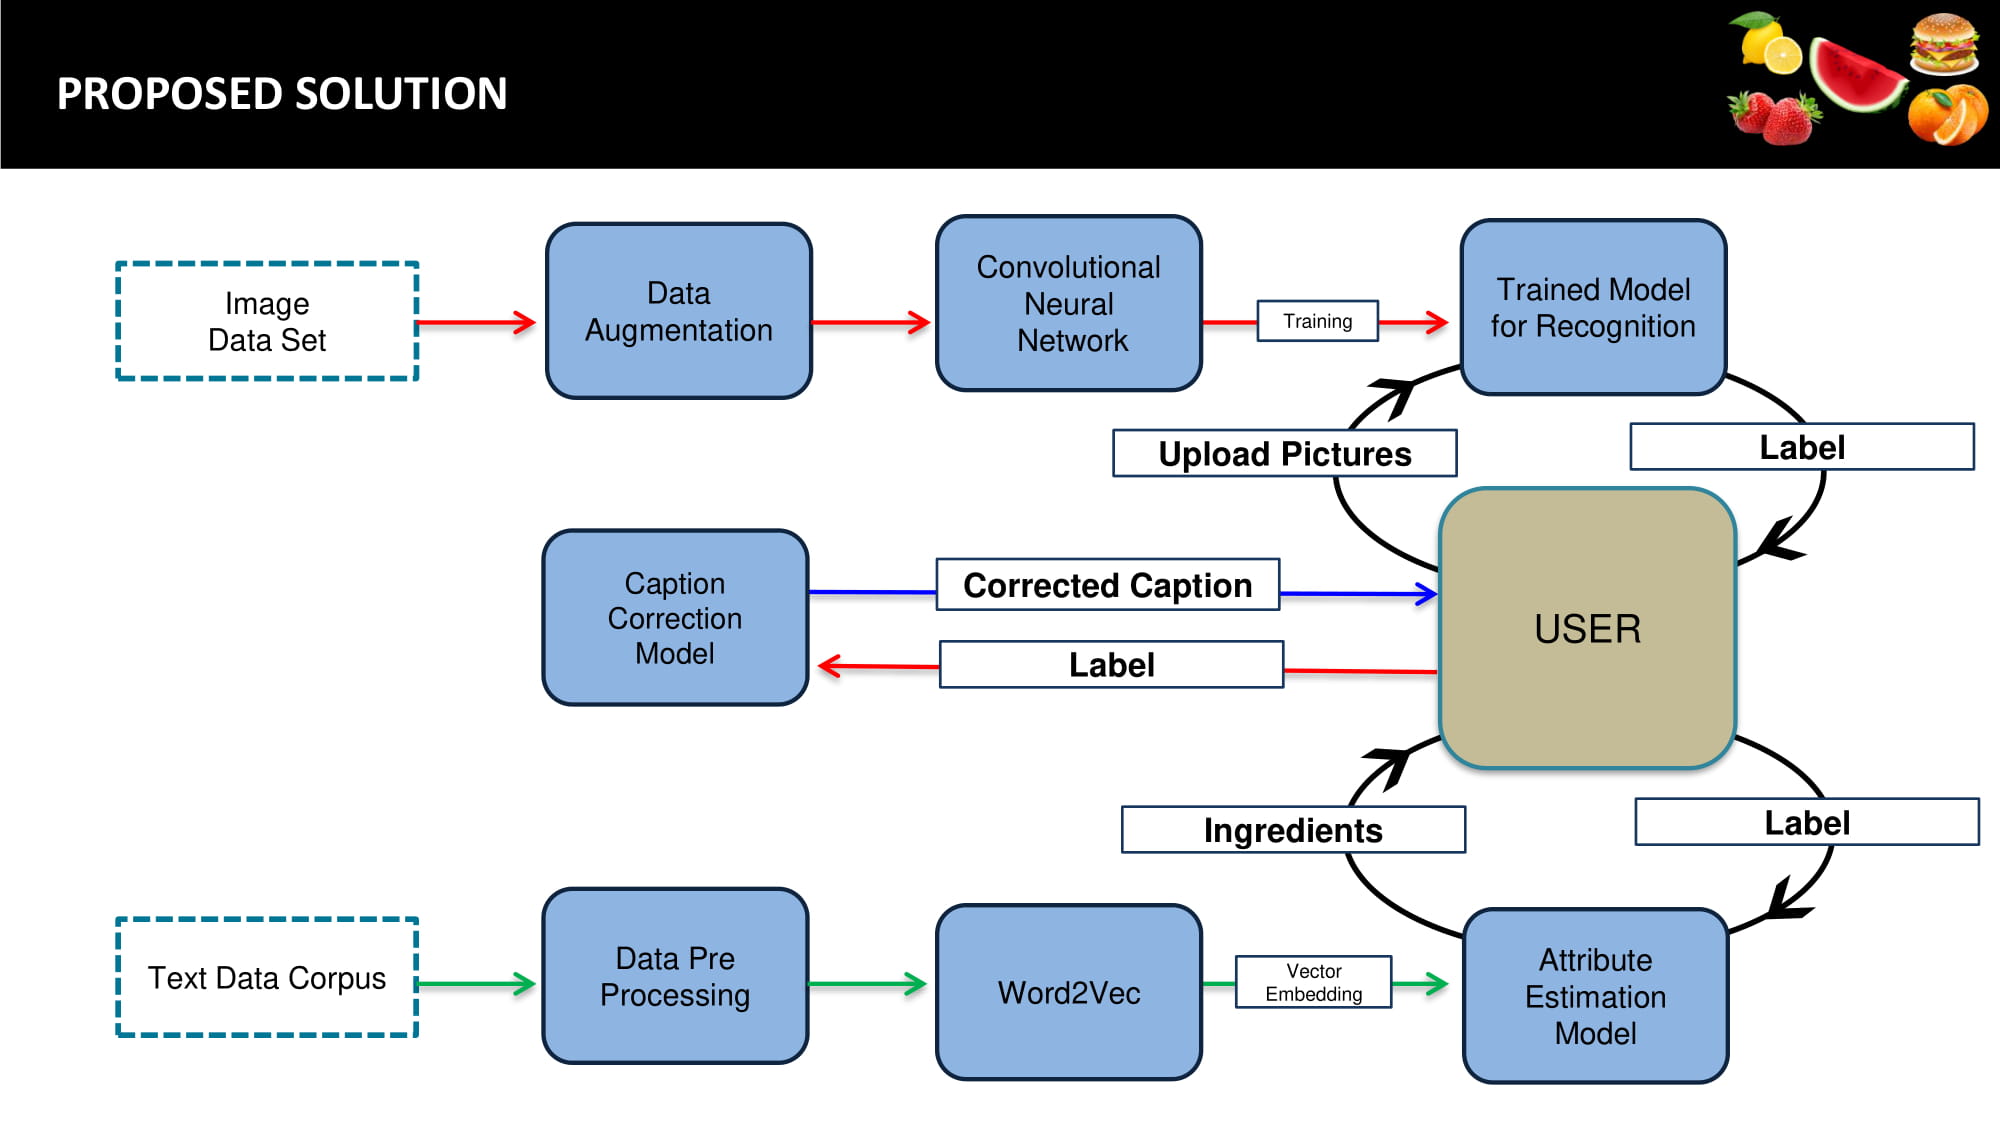 PROPOSED SOLUTION
Image
Data Set
Data
Augmentation
Convolutional
Neural
Network
Training
Trained Model
for Recognition
Upload Pictures
Label
Caption
Correction
Model
Corrected Caption
Label
USER
Ingredients
Label
Text Data Corpus
Data Pre
Processing
Word2Vec
Vector
Embedding
Attribute
Estimation
Model